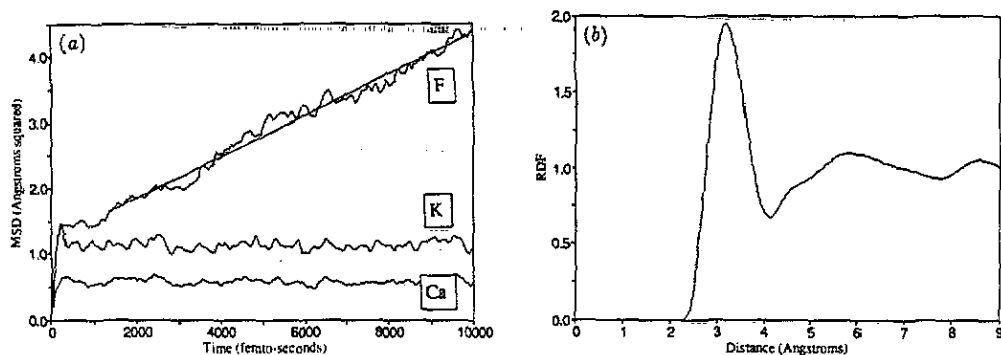 (a)
MSD (Angstroms squared)
4.0
3.0
2.0
1.0
0.0
F
K
Ca
0
2000
4000
6000
8000
10000
Time (femto-seconds)
(b)
RDF
2.0
1.5
1.0
0.5
0.0
0
1
2
3
4
5
6
7
8
9
Distance (Angstroms)